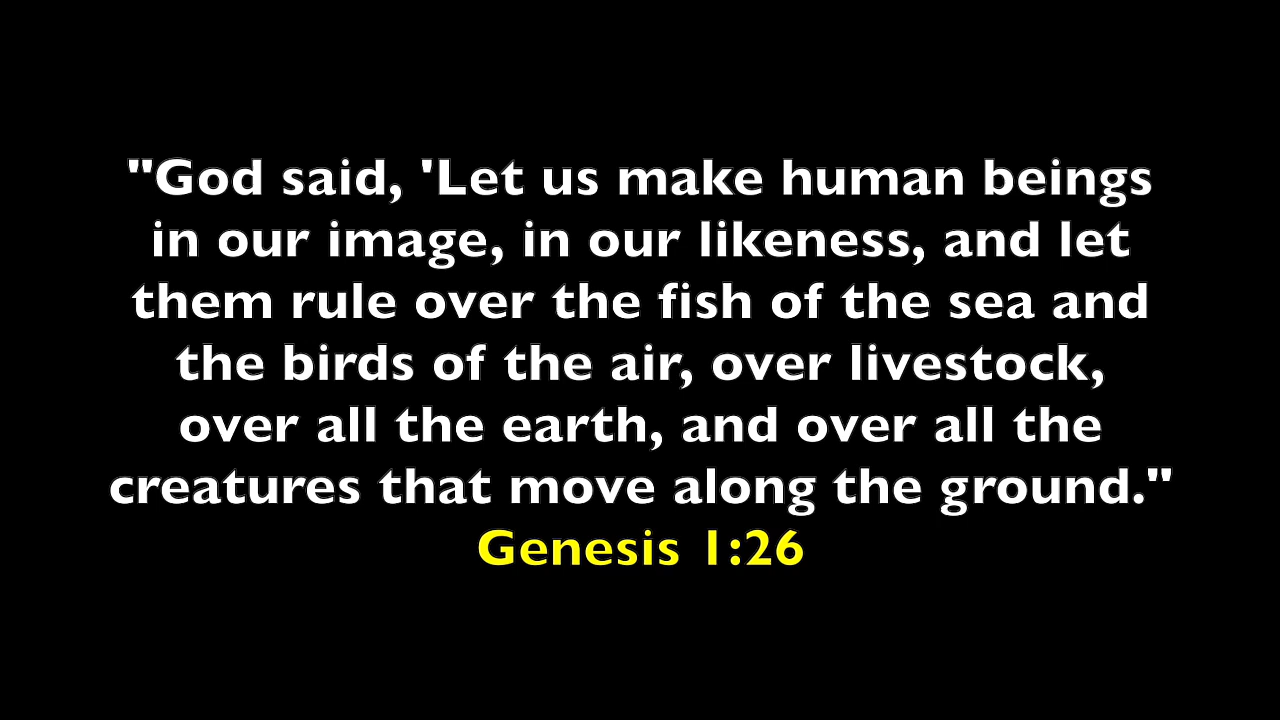 "God said, 'Let us make human beings
in our image, in our likeness, and let
them rule over the fish of the sea and
the birds of the air, over livestock,
over all the earth, and over all the
creatures that move along the ground."
Genesis 1:26